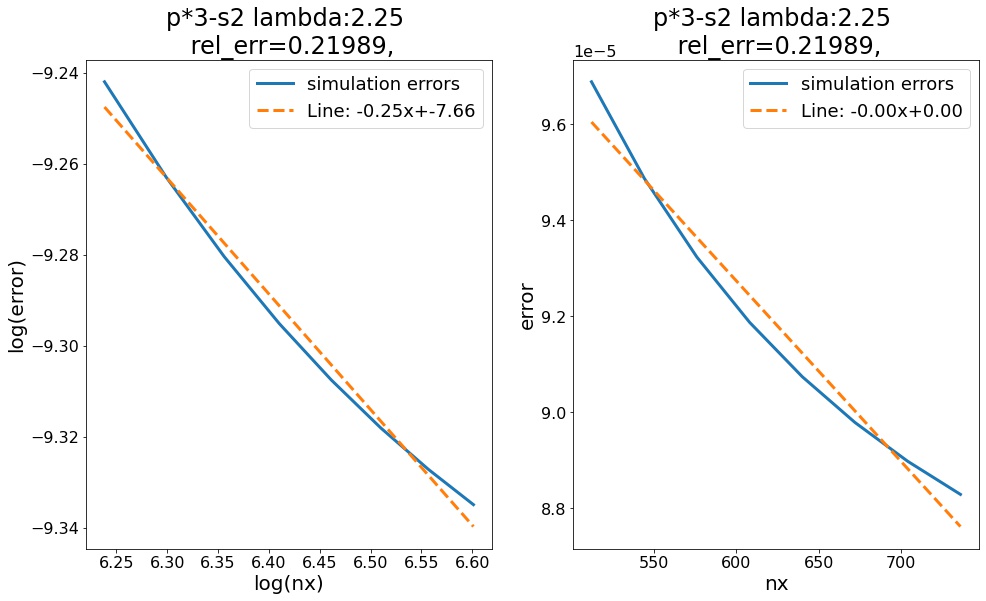 p*3-s2 lambda:2.25
rel_err=0.21989,
simulation errors
Line: -0.25x+-7.66
−9.24
−9.26
−9.28
−9.30
−9.32
−9.34
log(error)
6.25 6.30 6.35 6.40 6.45 6.50 6.55 6.60
log(nx)
p*3-s2 lambda:2.25
rel_err=0.21989,
1e−5
simulation errors
Line: -0.00x+0.00
9.6
9.4
9.2
9.0
8.8
error
550 600 650 700
nx